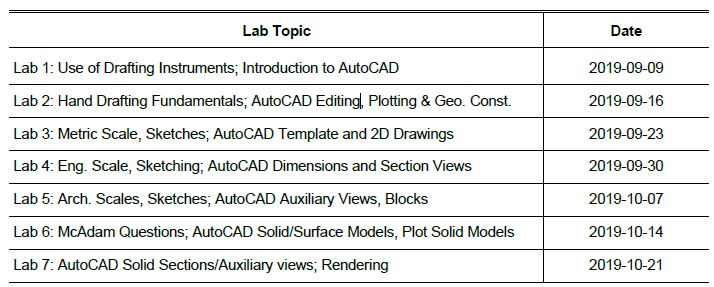 Lab Topic Date
Lab 1: Use of Drafting Instruments; Introduction to AutoCAD 2019-09-09
Lab 2: Hand Drafting Fundamentals; AutoCAD Editing, Plotting & Geo. Const. 2019-09-16
Lab 3: Metric Scale, Sketches; AutoCAD Template and 2D Drawings 2019-09-23
Lab 4: Eng. Scale, Sketching; AutoCAD Dimensions and Section Views 2019-09-30
Lab 5: Arch. Scales, Sketches; AutoCAD Auxiliary Views, Blocks 2019-10-07
Lab 6: McAdam Questions; AutoCAD Solid/Surface Models, Plot Solid Models 2019-10-14
Lab 7: AutoCAD Solid Sections/Auxiliary views; Rendering 2019-10-21